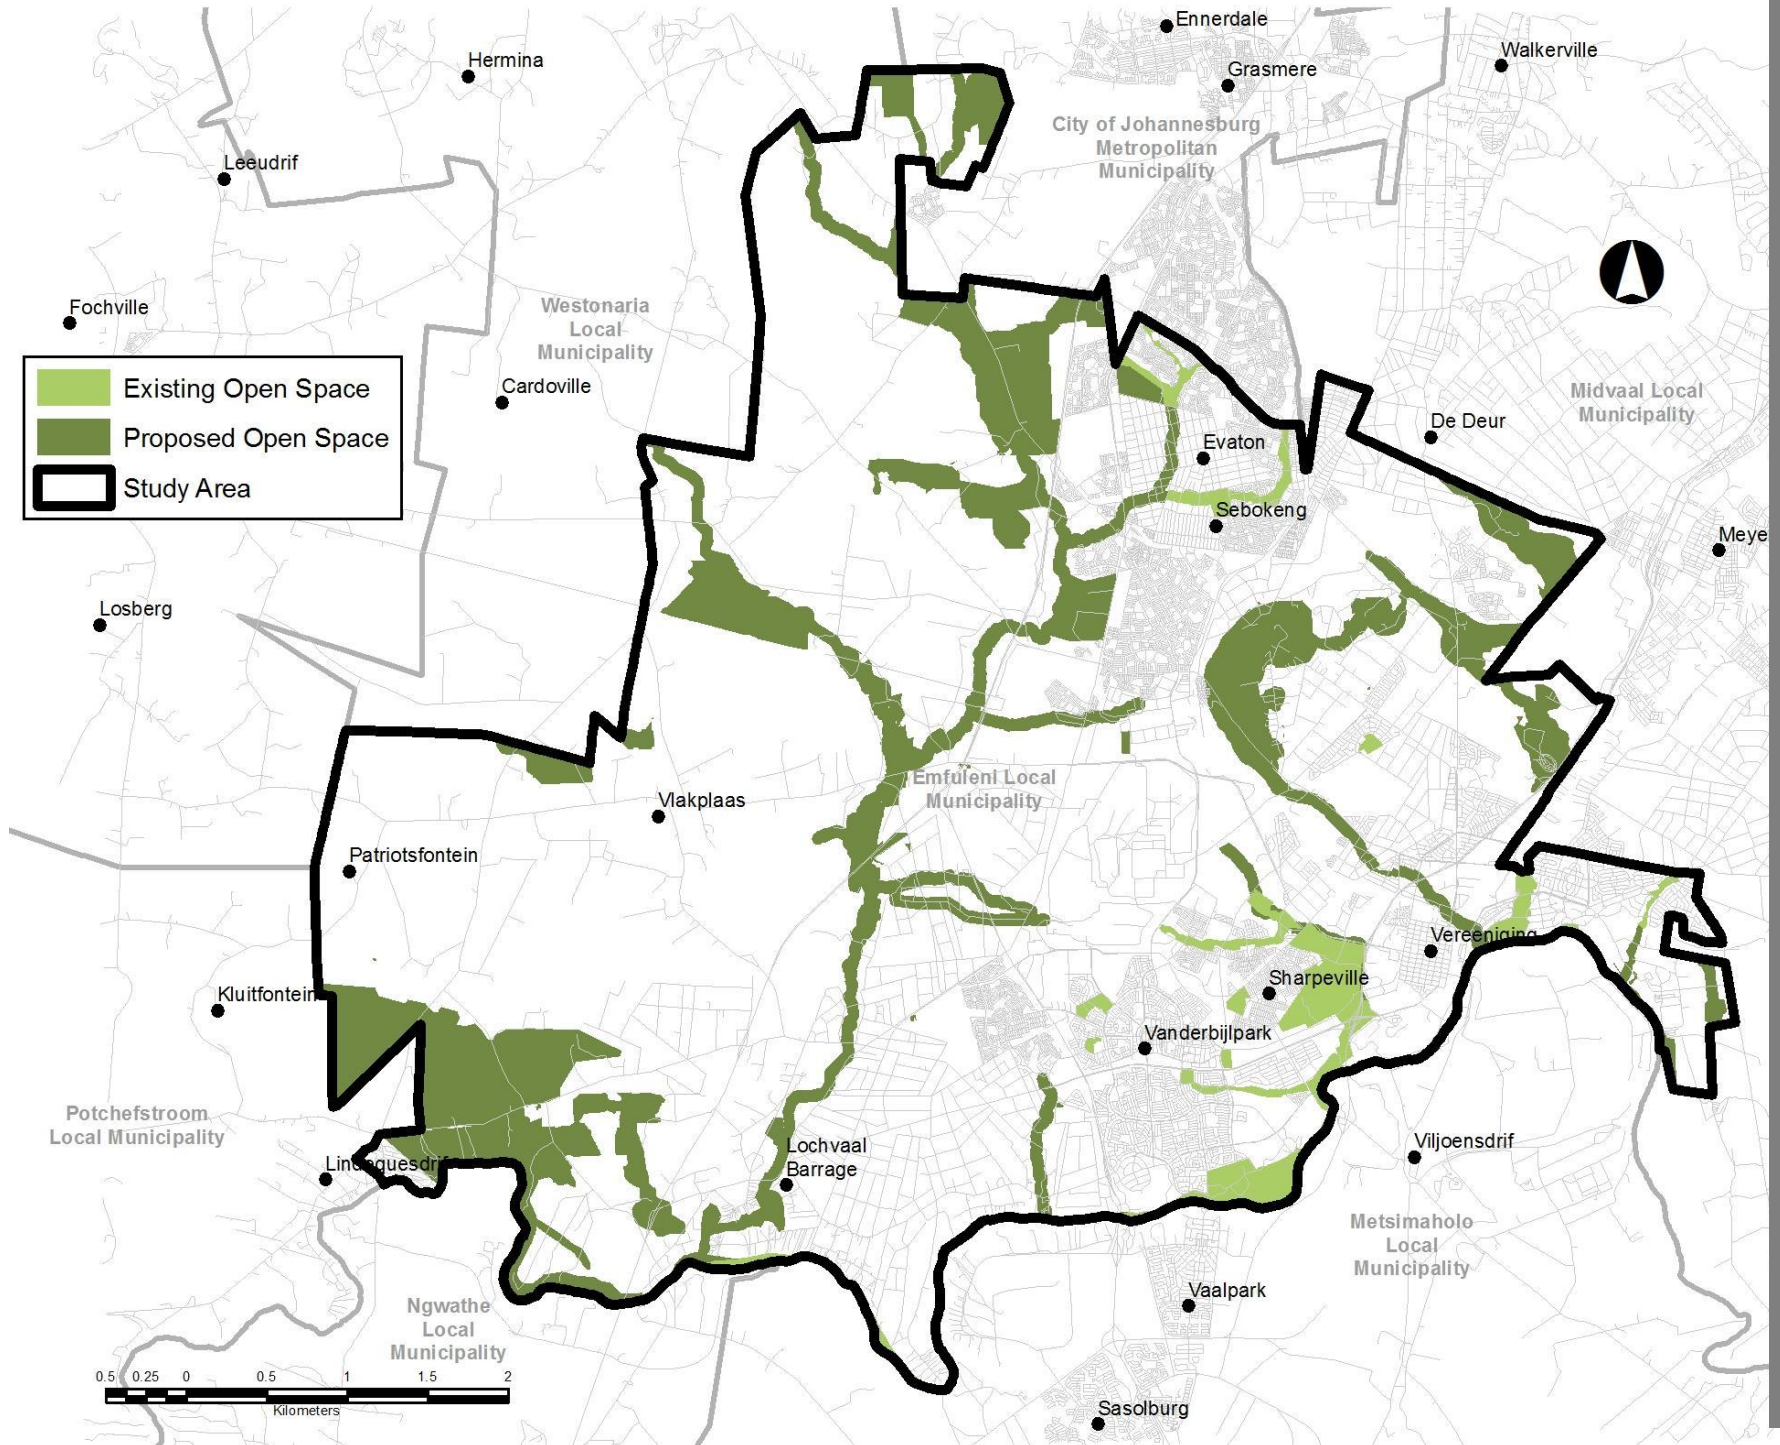 Ennerdale
Walkerville
Hermina
Grasmere
City of Johannesburg
Metropolitan
Municipality
Leeudrif
Fochville
Westonaria
Local
Municipality
Existing Open Space
Proposed Open Space
Study Area
Cardoville
Midvaal Local
Municipality
De Deur
Evaton
Sebokeng
Meye
Losberg
Emfuleni Local
Municipality
Vlakplaas
Patriotsfontein
Vereeniging
Sharpeville
Kluitfontein
Vanderbijlpark
Potchefstroom
Local Municipality
Lindequesdrif
Lochvaal
Barrage
Viljoensdrif
Metsimaholo
Local
Municipality
Vaalpark
Ngwathe
Local
Municipality
0.5 0.25 0 0.5 1 1.5 2
Kilometers
Sasolburg